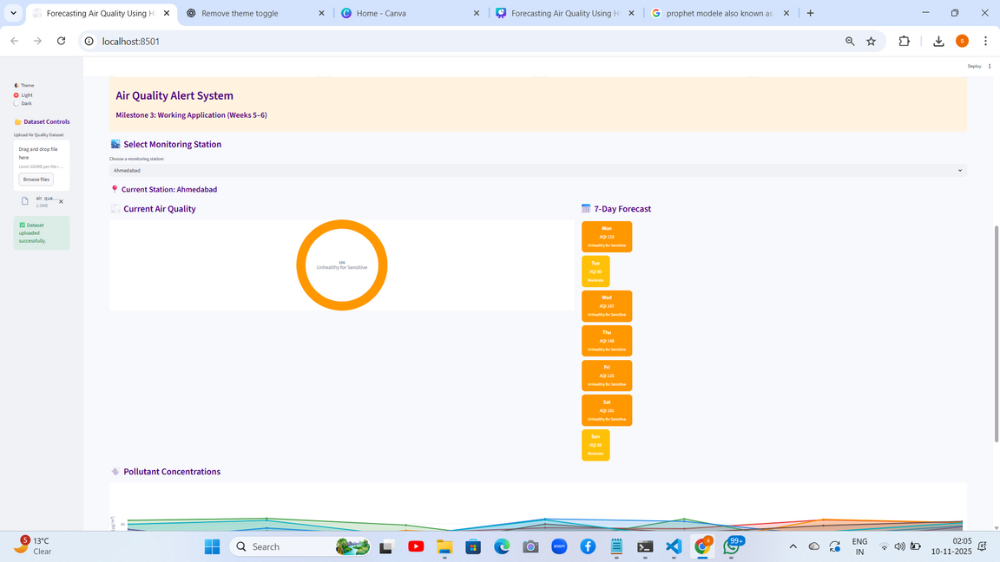 Forecasting Air Quality Using Hi
Remove theme toggle
Home - Canva
Forecasting Air Quality Using H
prophet modele also known as
localhost:8501
S
Deploy
Theme
Light
Dark
Dataset Controls
Upload Air Quality Dataset
Drag and drop file
here
Limit 200MB per file • ...
Browse files
air_qua...
2.0MB
Dataset
uploaded
successfully.
Air Quality Alert System
Milestone 3: Working Application (Weeks 5–6)
Select Monitoring Station
Choose a monitoring station:
Ahmedabad
Current Station: Ahmedabad
Current Air Quality
Unhealthy for Sensitive
7-Day Forecast
Mon
AQI 123
Unhealthy for Sensitive
Tue
AQI 80
Moderate
Wed
AQI 107
Unhealthy for Sensitive
Thu
AQI 148
Unhealthy for Sensitive
Fri
AQI 125
Unhealthy for Sensitive
Sat
AQI 101
Unhealthy for Sensitive
Sun
AQI 68
Moderate
Pollutant Concentrations
5
13°C
Clear
Search
zoom
S
99+
ENG
IN
02:05
10-11-2025